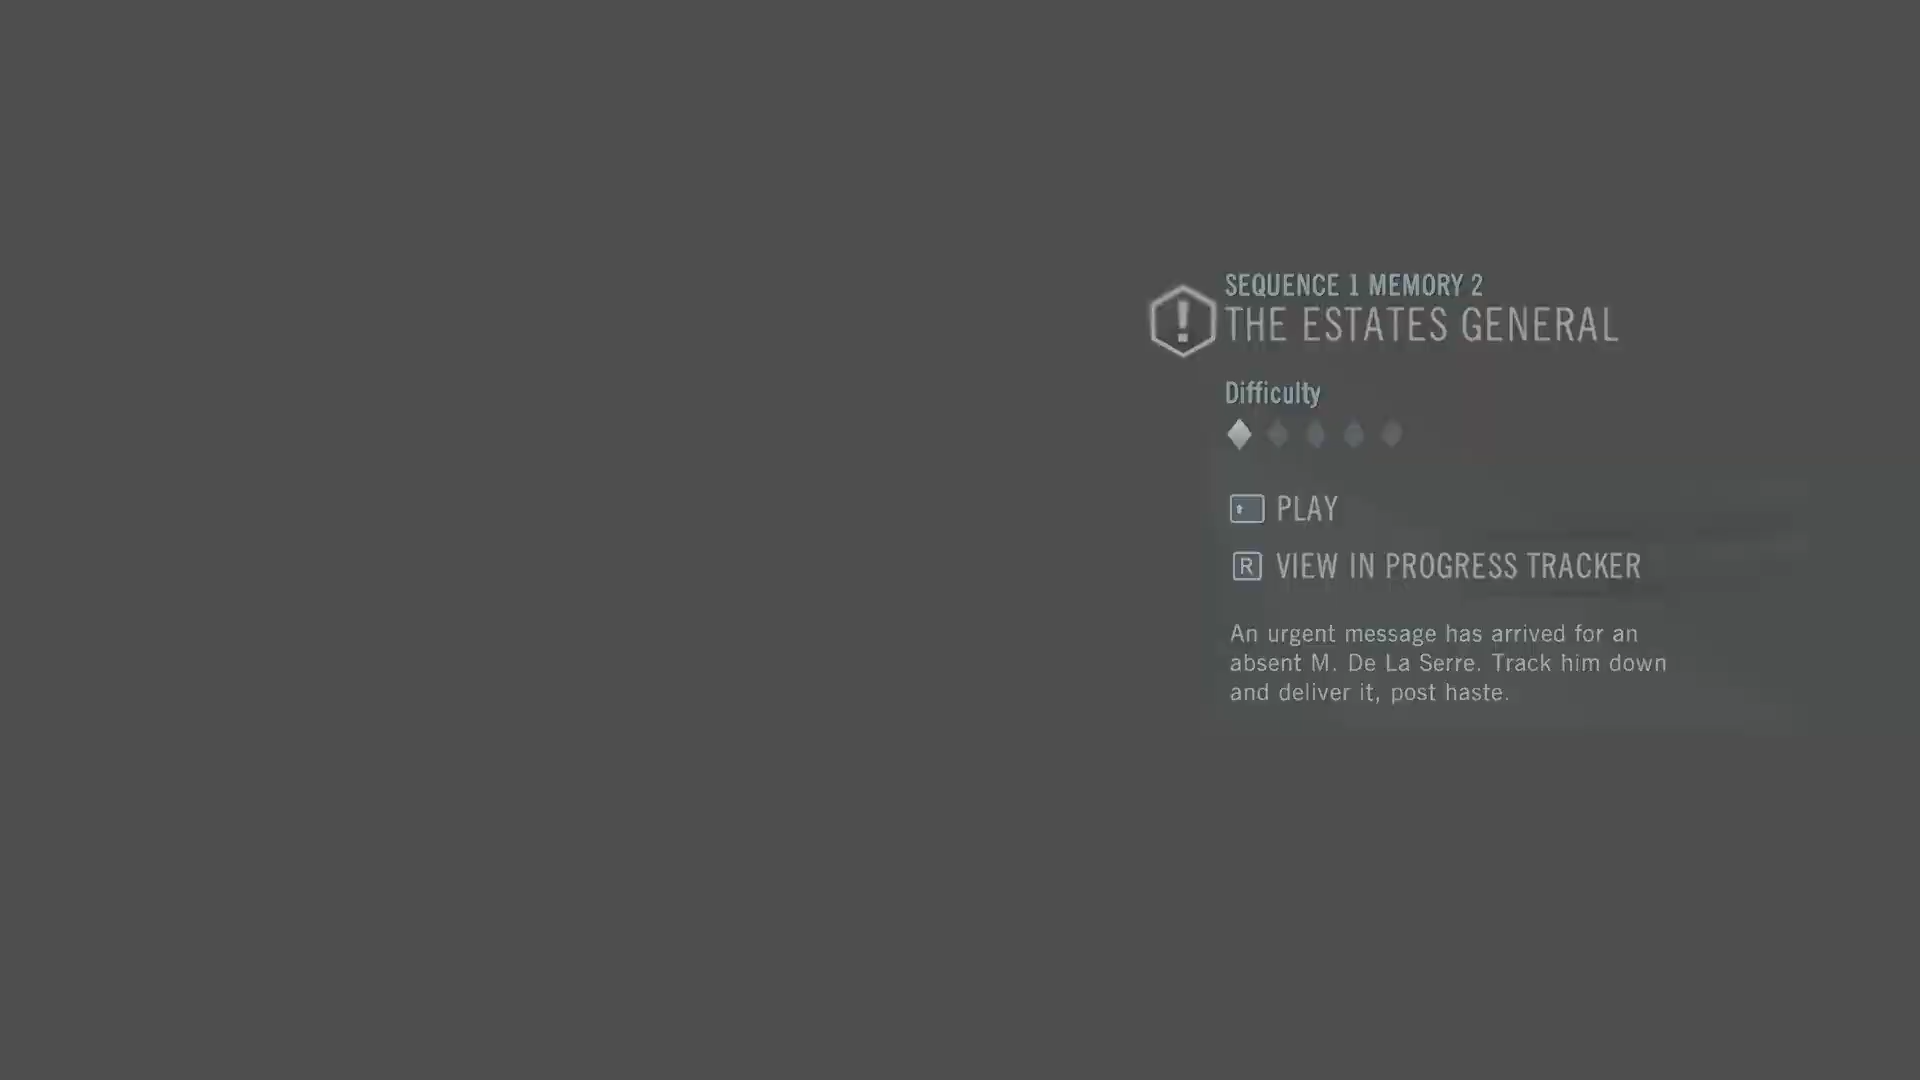 SEQUENCE 1 MEMORY 2
THE ESTATES GENERAL
Difficulty
PLAY
R VIEW IN PROGRESS TRACKER
An urgent message has arrived for an
absent M. De La Serre. Track him down
and deliver it, post haste.